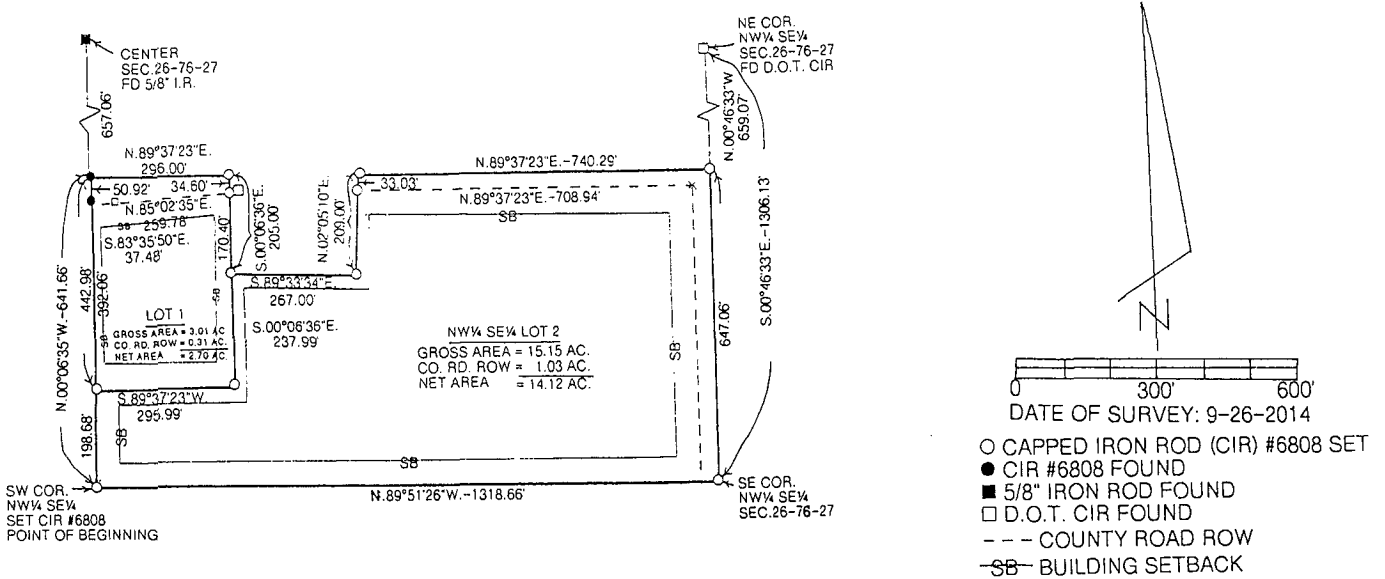 CENTER
SEC.26-76-27
FD 5/8" I.R.
NE COR.
NW¼ SE¼
SEC.26-76-27
FD D.O.T. CIR
657.06'
N.00°46'33"W
659.07'
N.89°37'23"E.
296.00'
N.89°37'23"E.-740.29'
50.92'
34.60'
33.03'
N.85°02'35"E.
259.78'
N.89°37'23"E.-708.94'
SB
SB
S.83°35'50"E.
37.48'
170.40'
S.00°06'36"E.
205.00'
N.02°05'10"E.
209.00'
S.00°46'33"E.-1306.13'
N.00°06'35"W.-641.66'
442.98'
392.06'
SB
S.89°33'34"E.
267.00'
LOT 1
GROSS AREA = 3.01 AC.
CO. RD. ROW = 0.31 AC.
NET AREA = 2.70 AC.
SB
S.00°06'36"E.
237.99'
NW¼ SE¼ LOT 2
GROSS AREA = 15.15 AC.
CO. RD. ROW = 1.03 AC.
NET AREA = 14.12 AC.
SB
647.06'
S.89°37'23"W.
295.99'
198.68'
SB
SB
SW COR.
NW¼ SE¼
SET CIR #6808
POINT OF BEGINNING
N.89°51'26"W.-1318.66'
SE COR.
NW¼ SE¼
SEC.26-76-27
N
0 300' 600'
DATE OF SURVEY: 9-26-2014
CAPPED IRON ROD (CIR) #6808 SET
CIR #6808 FOUND
5/8" IRON ROD FOUND
D.O.T. CIR FOUND
COUNTY ROAD ROW
SB BUILDING SETBACK